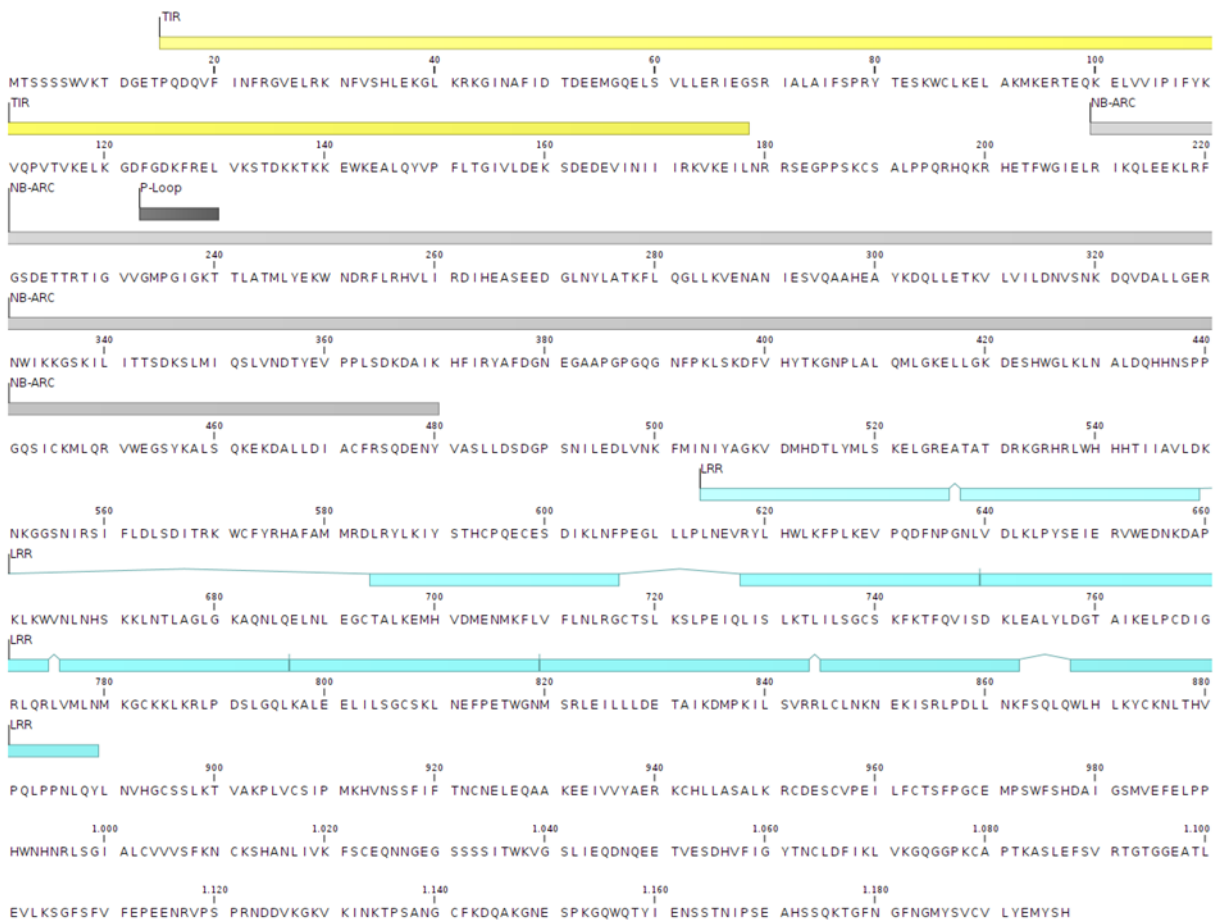 TIR
20 40 60 80 100
MTSSSSWVKT DGETPQDQVF INFRGVELRK NFVSHLEKGL KRKGINAFID TDEEMGQELS VLLERIEGSR IALAIFSPRY TESKWCLKEL AKMKERTEQK ELVVIPIFYK
TIR NB-ARC
120 140 160 180 200 220
VQPVTVKELK GDFGDKFREL VKSTDKKTKK EWKEALQYVP FLTGIVLDEK SDEDEVINII IRKVKEILNR RSEGPPSKCS ALPPQRHQKR HETFWGIELR IKQLEEKLRF
NB-ARC P-Loop
240 260 280 300 320
GSDETTRTIG VVGMPGIGKT TLATMLYEKW NDRFLRHVLI RDIHEASEED GLNYLATKFL QGLLKVENAN IESVQAAHEA YKDQLLETKV LVILDNVSNK DQVDALLGER
NB-ARC
340 360 380 400 420 440
NWIKKGSKIL ITTSDKSLMI QSLVNDTYEV PPLSDKDAIK HFIRYAFDGN EGAAPGPGQG NFPKLSKDFV HYTKGNPLAL QMLGKELLGK DESHWGLKLN ALDQHHNSPP
NB-ARC
460 480 500 520 540
GQSICKMLQR VWEGSYKALS QKEKDALLDI ACFRSQDENY VASLLDSDGP SNILEDLVNK FMINIYAGKV DMHDTLYMLS KELGREATAT DRKGRHRLWH HHTIIAVLDK
LRR
560 580 600 620 640 660
NKGGSNIRSI FLDLSDITRK WCFYRHAFAM MRDLRYLKIY STHCPQECES DIKLNFPEGL LLPLNEVRYL HWLKFPLKEV PQDFNPGNLV DLKLPYSEIE RVWEDNKDAP
LRR
680 700 720 740 760
KLKWVNLNHS KKLNTLAGLG KAQNLQELNL EGCTALKEMH VDMENMKFLV FLNLRGCTSL KSLPEIQLIS LKTLILSGCS KFKTFQVISD KLEALYLDGT AIKELPCDIG
LRR
780 800 820 840 860 880
RLQRLVMLNM KGCKKLKRLP DSLGQLKALE ELILSGCSKL NEFPETWGNM SRLEILLLDE TAIKDMPKIL SVRRLCLNKN EKISRLPDLL NKFSQLQWLH LKYCKNLTHV
LRR
900 920 940 960 980
PQLPPNLQYL NVHGCSSLKT VAKPLVCSIP MKHVNSSFIF TNCNELEQAA KEEIVVYAER KCHLLASALK RCDESCVPEI LFCTSFPGCE MPSWFSHDAI GSMVEFELPP
1.000 1.020 1.040 1.060 1.080 1.100
HWNHNRLSGI ALCVVVSFKN CKSHANLIVK FSCEQNNGEG SSSSITWKVG SLIEQDNQEE TVESDHVFIG YTNCLDFIKL VKGQGGPKCA PTKASLEFSV RTGTGGEATL
1.120 1.140 1.160 1.180
EVLKSGFSFV FEPEENRVPS PRNDDVKGKV KINKTPSANG CFKDQAKGNE SPKGQWQTYI ENSSTNIPSE AHSSQKTGFN GFNGMYSVCV LYEMYSH